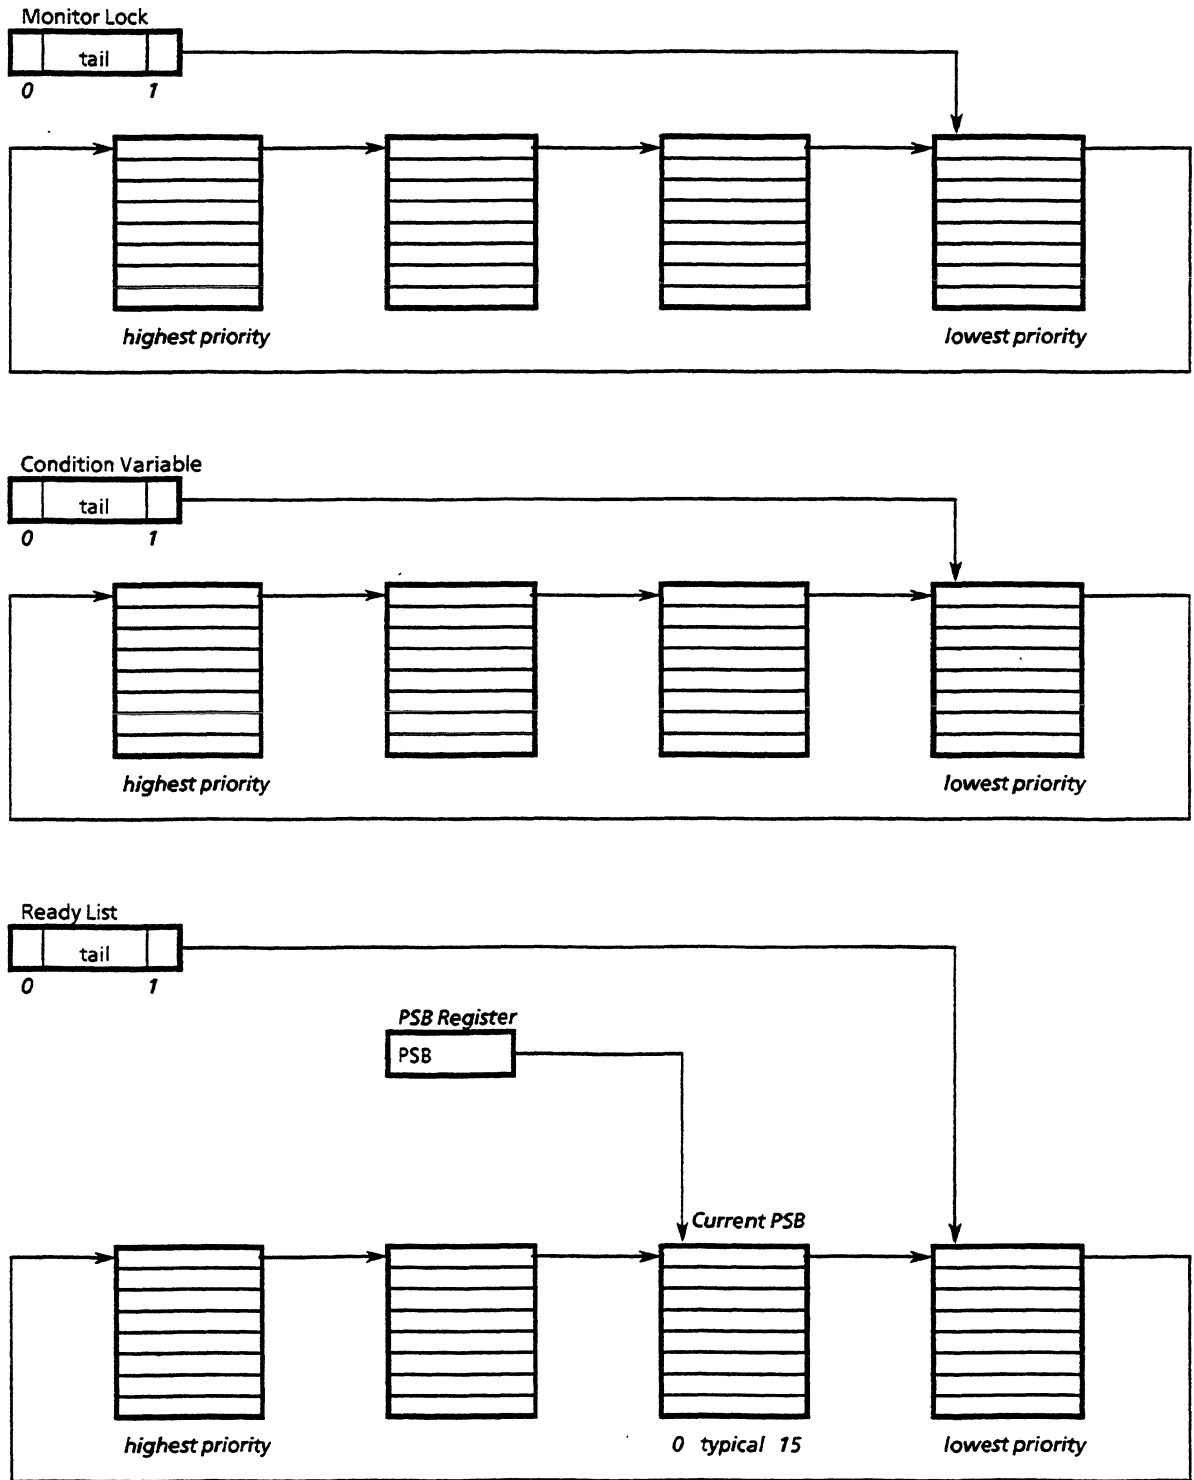 Monitor Lock
tail
0 1
highest priority lowest priority
Condition Variable
tail
0 1
highest priority lowest priority
Ready List
tail
0 1
PSB Register
PSB
Current PSB
highest priority 0 typical 15 lowest priority